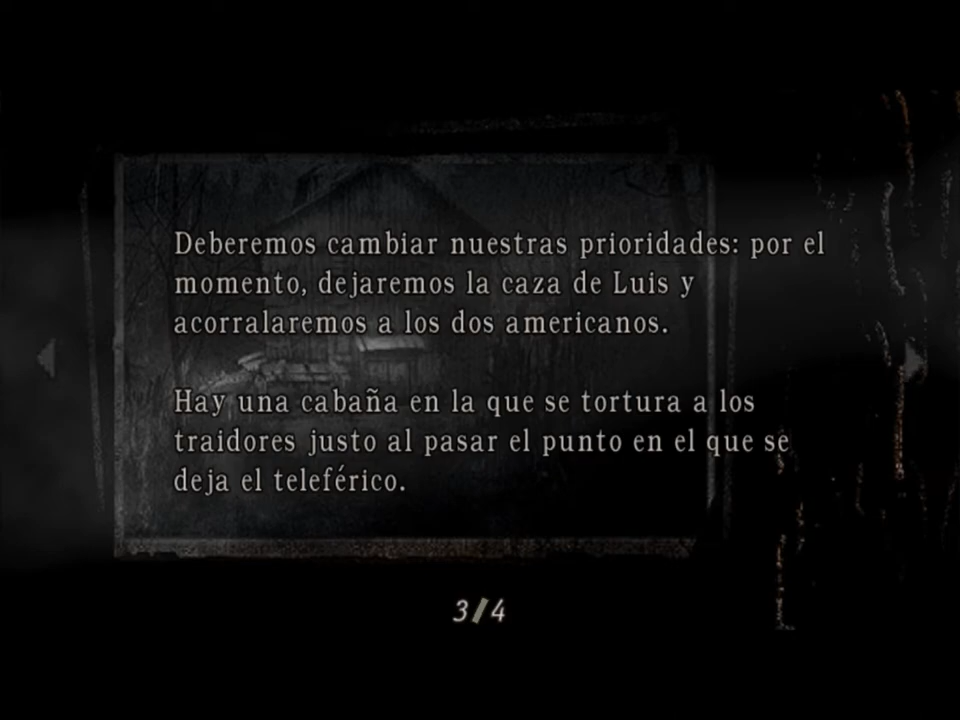 Deberemos cambiar nuestras prioridades: por el
momento, dejaremos la caza de Luis y
acorralaremos a los dos americanos.
Hay una cabaña en la que se tortura a los
traidores justo al pasar el punto en el que se
deja el teleférico.
3/4